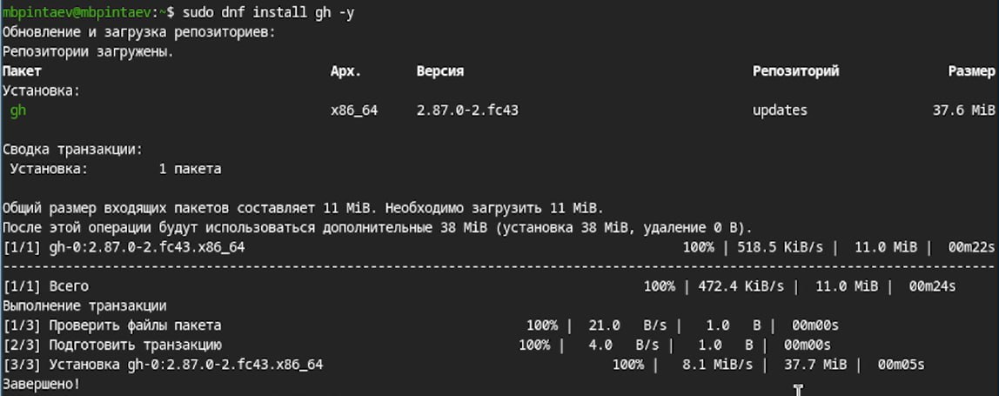 mbpintaev@mbpintaev:~$ sudo dnf install gh -y
Обновление и загрузка репозиториев:
Репозитории загружены.
Пакет Арх. Версия Репозиторий Размер
Установка:
gh x86_64 2.87.0-2.fc43 updates 37.6 MiB
Сводка транзакции:
Установка: 1 пакета
Общий размер входящих пакетов составляет 11 MiB. Необходимо загрузить 11 MiB.
После этой операции будут использоваться дополнительные 38 MiB (установка 38 MiB, удаление 0 B).
[1/1] gh-0:2.87.0-2.fc43.x86_64 100% | 518.5 KiB/s | 11.0 MiB | 00m22s
--------------------------------------------------------------------------------
[1/1] Всего 100% | 472.4 KiB/s | 11.0 MiB | 00m24s
Выполнение транзакции
[1/3] Проверить файлы пакета 100% | 21.0 B/s | 1.0 B | 00m00s
[2/3] Подготовить транзакцию 100% | 4.0 B/s | 1.0 B | 00m00s
[3/3] Установка gh-0:2.87.0-2.fc43.x86_64 100% | 8.1 MiB/s | 37.7 MiB | 00m05s
Завершено!